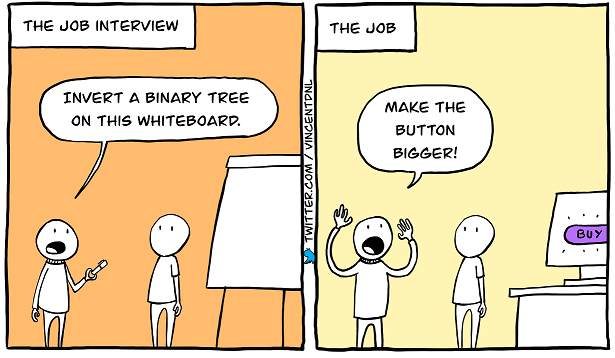 THE JOB INTERVIEW
INVERT A BINARY TREE
ON THIS WHITEBOARD.
TWITTER.COM/VINCENTDNL
THE JOB
MAKE THE
BUTTON
BIGGER!
BUY